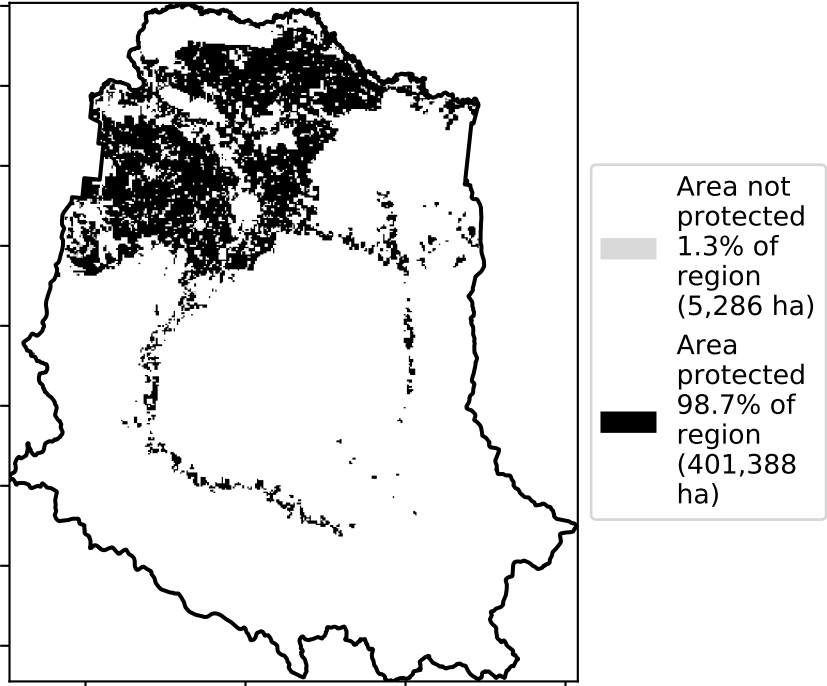 Area not
protected
1.3% of
region
(5,286 ha)
Area
protected
98.7% of
region
(401,388
ha)